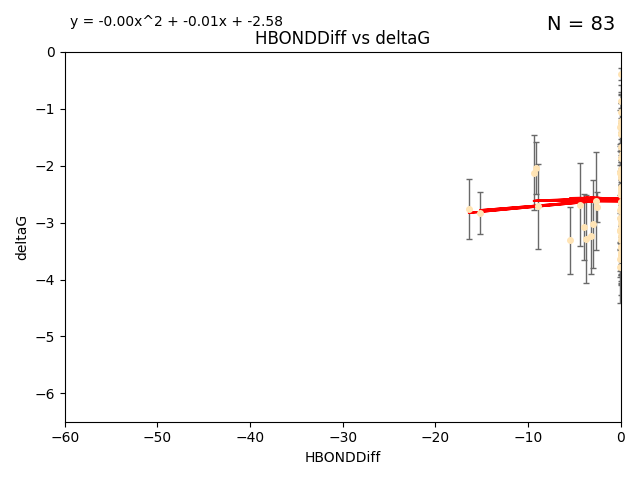 y = -0.00x^2 + -0.01x + -2.58
N = 83
HBONDDiff vs deltaG
0
−1
−2
−3
−4
−5
−6
deltaG
−60
−50
−40
−30
−20
−10
0
HBONDDiff